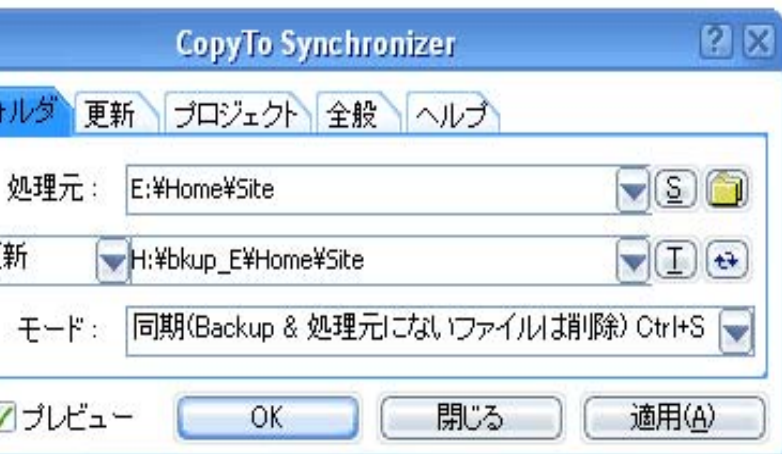 CopyTo Synchronizer
ォルダ 更新 プロジェクト 全般 ヘルプ
処理元: E:¥Home¥Site S
新 H:¥bkup_E¥Home¥Site T
モード: 同期(Backup & 処理元にないファイルは削除) Ctrl+S
プレビュー OK 閉じる 適用(A)